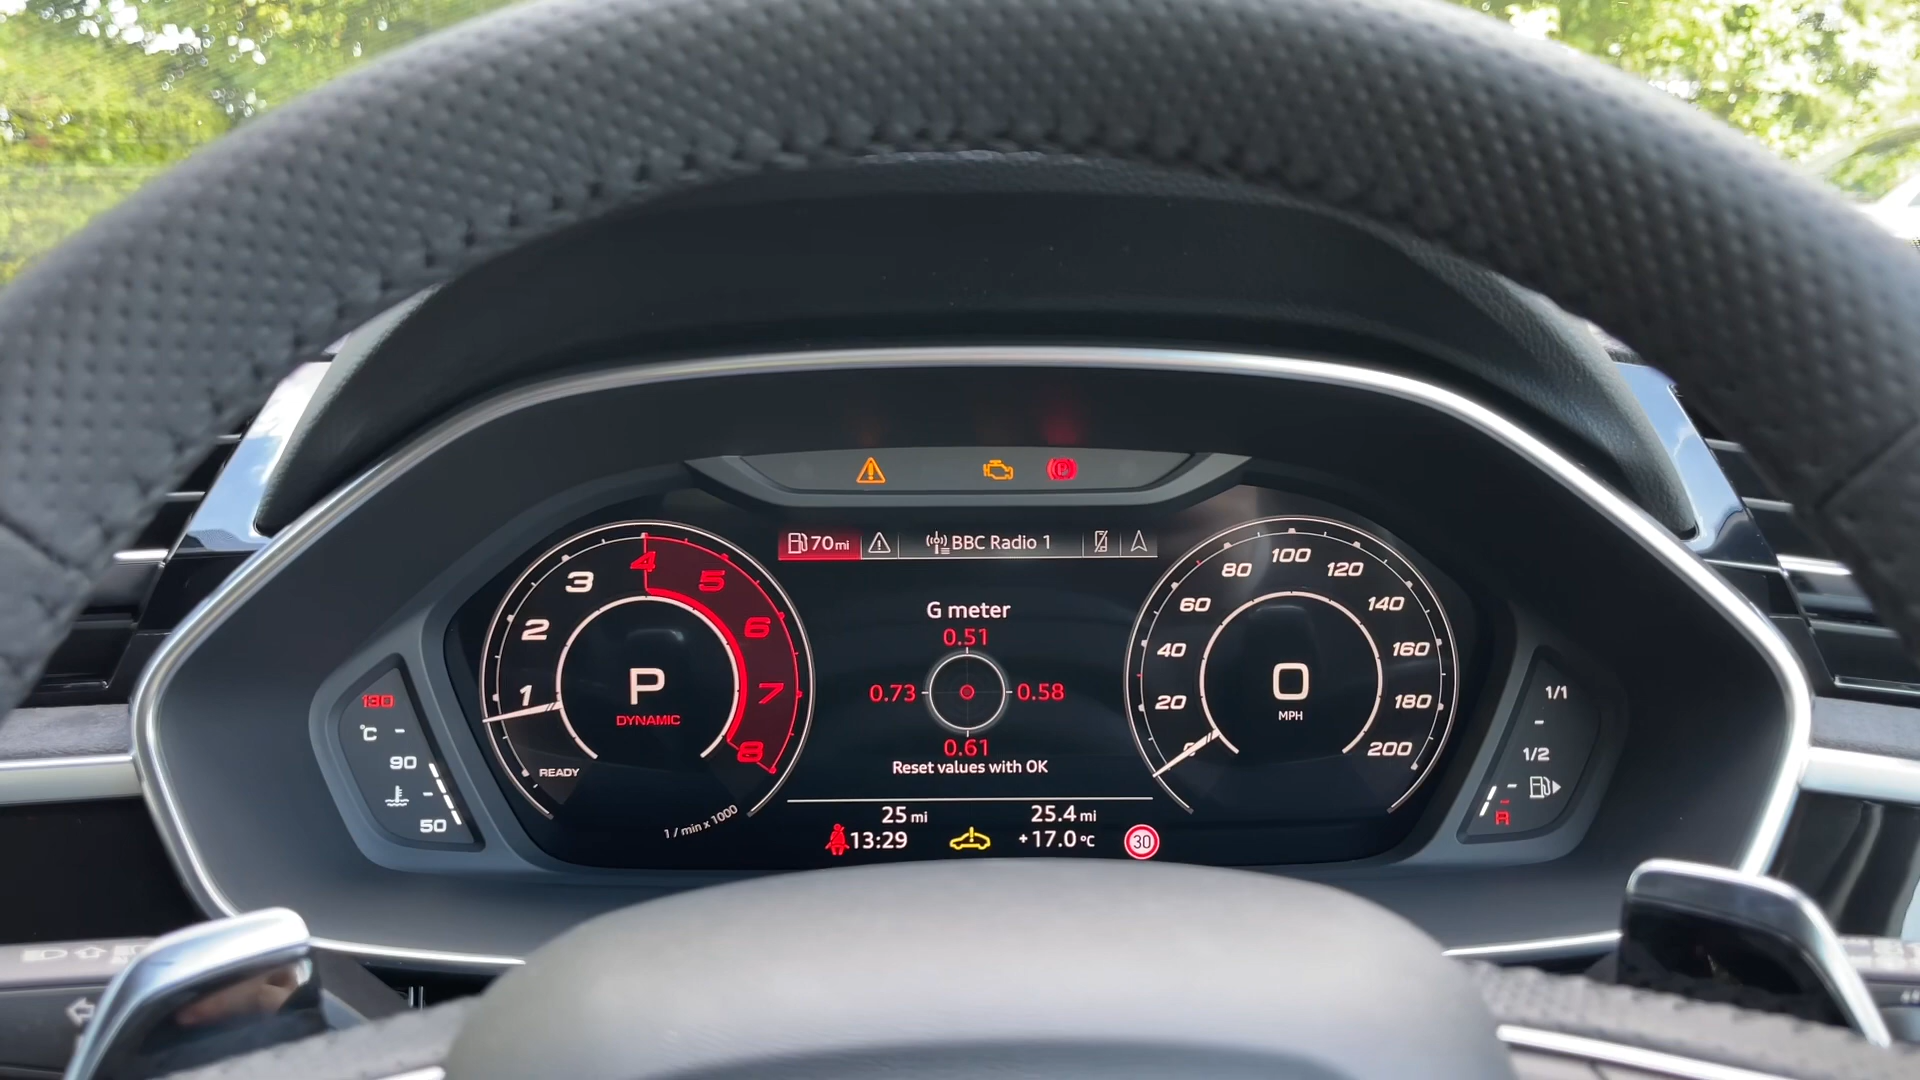 70mi
BBC Radio 1
G meter
0.51
0.73
0.58
0.61
Reset values with OK
1
2
3
4
5
6
7
8
P
DYNAMIC
READY
1 / min x 1000
0
20
40
60
80
100
120
140
160
180
200
0
MPH
130
°C
90
50
1/1
1/2
R
25 mi
25.4 mi
13:29
+17.0 °C
30
P